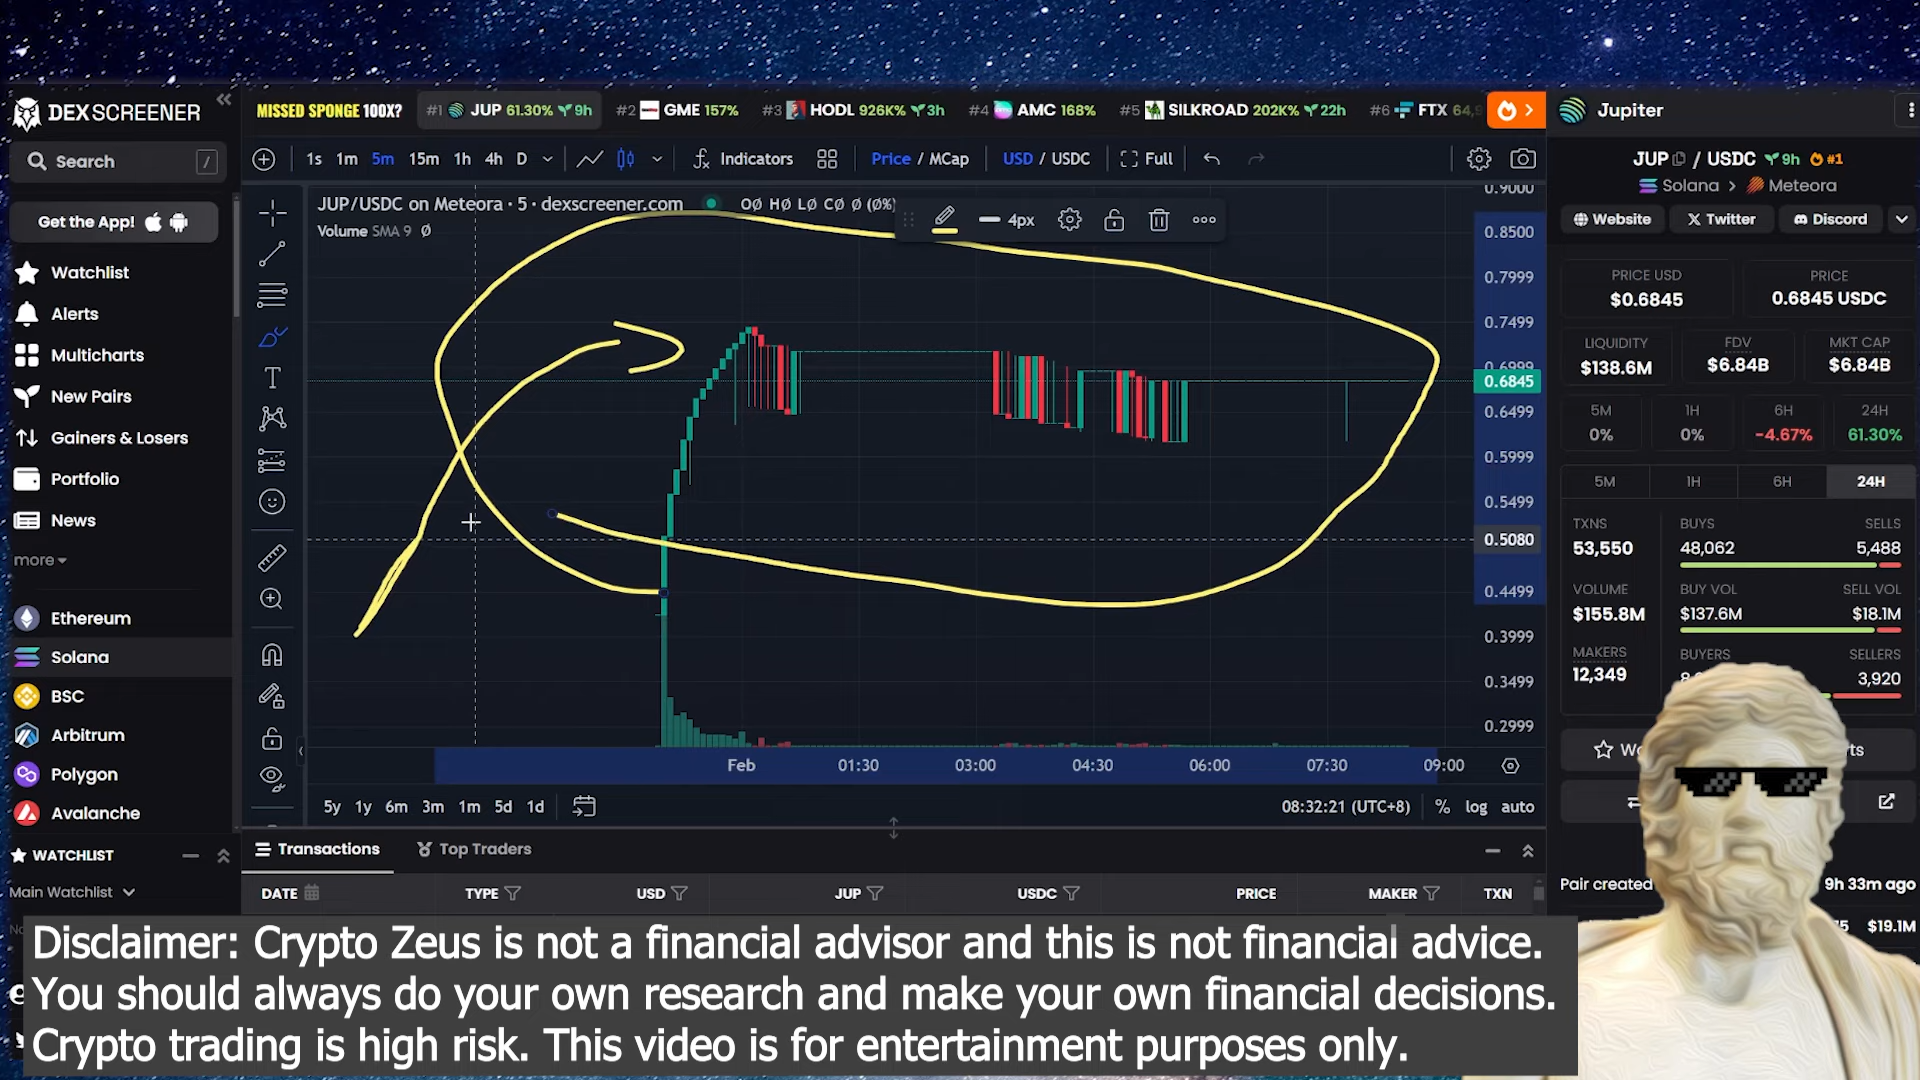 DEXSCREENER
MISSED SPONGE 100X?
#1 JUP 61.30% 9h
#2 GME 157%
#3 HODL 926K% 3h
#4 AMC 168%
#5 SILKROAD 202K% 22h
#6 FTX
Jupiter
Search /
1s 1m 5m 15m 1h 4h D
Indicators
Price / MCap
USD / USDC
Full
JUP / USDC 9h #1
Solana > Meteora
Get the App!
JUP/USDC on Meteora · 5 · dexscreener.com
OØ HØ LØ CØ Ø (0%)
4px
Volume SMA 9 Ø
Website
Twitter
Discord
Watchlist
Alerts
Multicharts
New Pairs
Gainers & Losers
Portfolio
News
more
Ethereum
Solana
BSC
Arbitrum
Polygon
Avalanche
WATCHLIST
Main Watchlist
0.9000
0.8500
0.7999
0.7499
0.6999
0.6845
0.6499
0.5999
0.5499
0.5080
0.4499
0.3999
0.3499
0.2999
Feb 01:30 03:00 04:30 06:00 07:30 09:00
5y 1y 6m 3m 1m 5d 1d
08:32:21 (UTC+8) % log auto
Transactions
Top Traders
DATE TYPE USD JUP USDC PRICE MAKER TXN
PRICE USD
$0.6845
PRICE
0.6845 USDC
LIQUIDITY
$138.6M
FDV
$6.84B
MKT CAP
$6.84B
5M
0%
1H
0%
6H
-4.67%
24H
61.30%
5M 1H 6H 24H
TXNS
53,550
BUYS
48,062
SELLS
5,488
VOLUME
$155.8M
BUY VOL
$137.6M
SELL VOL
$18.1M
MAKERS
12,349
BUYERS
SELLERS
3,920
Pair created 9h 33m ago
$19.1M
Disclaimer: Crypto Zeus is not a financial advisor and this is not financial advice.
You should always do your own research and make your own financial decisions.
Crypto trading is high risk. This video is for entertainment purposes only.